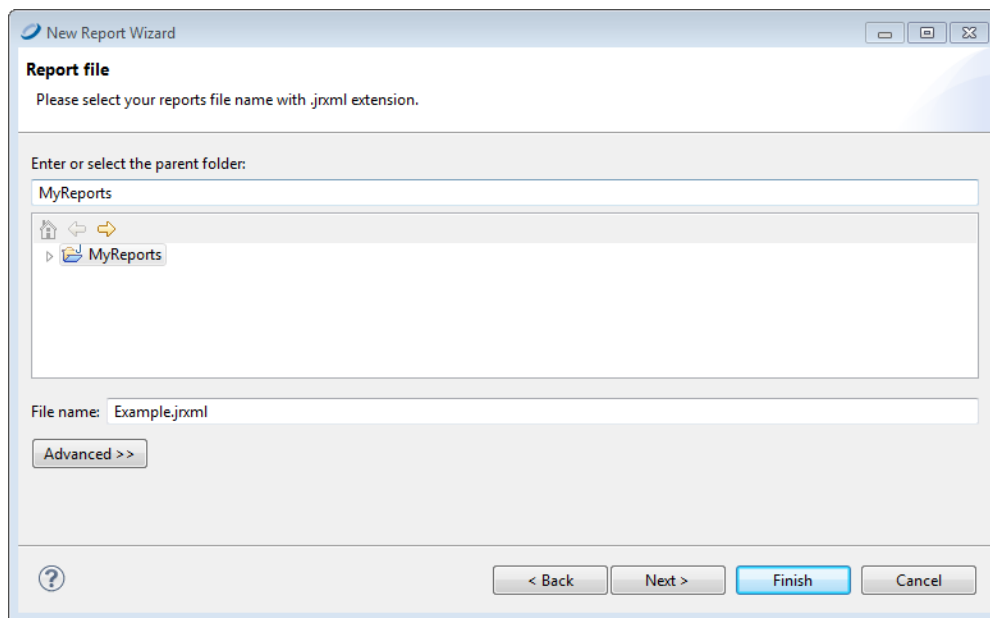 New Report Wizard
Report file
Please select your reports file name with .jrxml extension.
Enter or select the parent folder:
MyReports
MyReports
File name: Example.jrxml
Advanced >>
? < Back Next > Finish Cancel